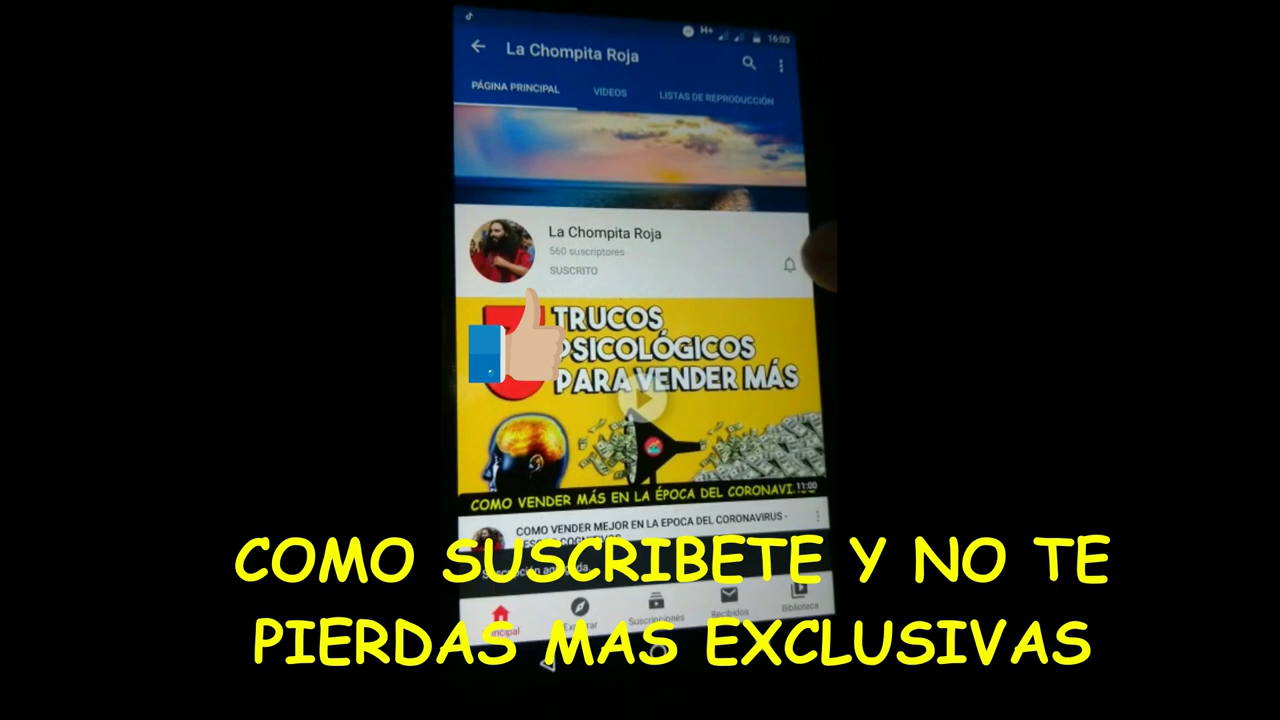 H+ 16:03
La Chompita Roja
PÁGINA PRINCIPAL VIDEOS LISTAS DE REPRODUCCIÓN
La Chompita Roja
560 suscriptores
SUSCRITO
TRUCOS
PSICOLÓGICOS
PARA VENDER MÁS
COMO VENDER MÁS EN LA ÉPOCA DEL CORONAVI
11:00
COMO VENDER MEJOR EN LA EPOCA DEL CORONAVIRUS -
COMO SUSCRIBETE Y NO TE
Suscripciones Recibidos Biblioteca
PIERDAS MAS EXCLUSIVAS